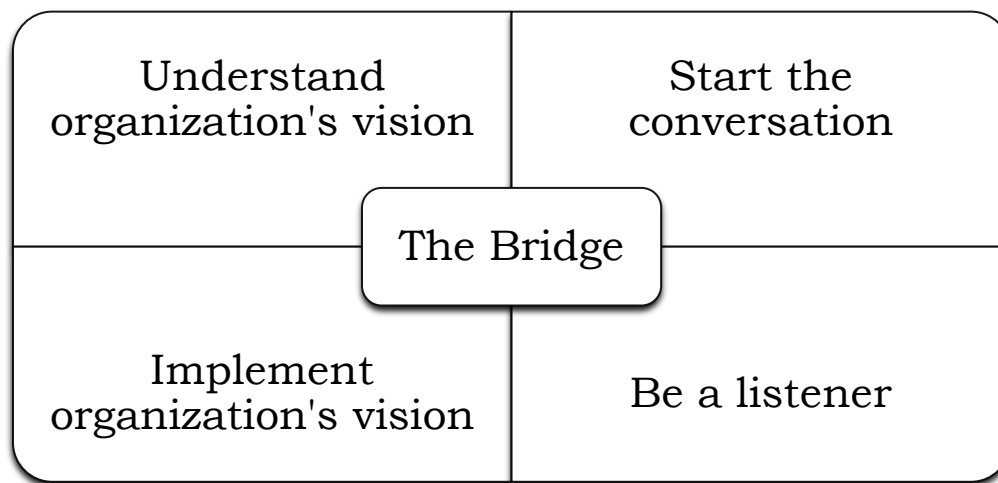 Understand
organization's vision
Start the
conversation
The Bridge
Implement
organization's vision
Be a listener